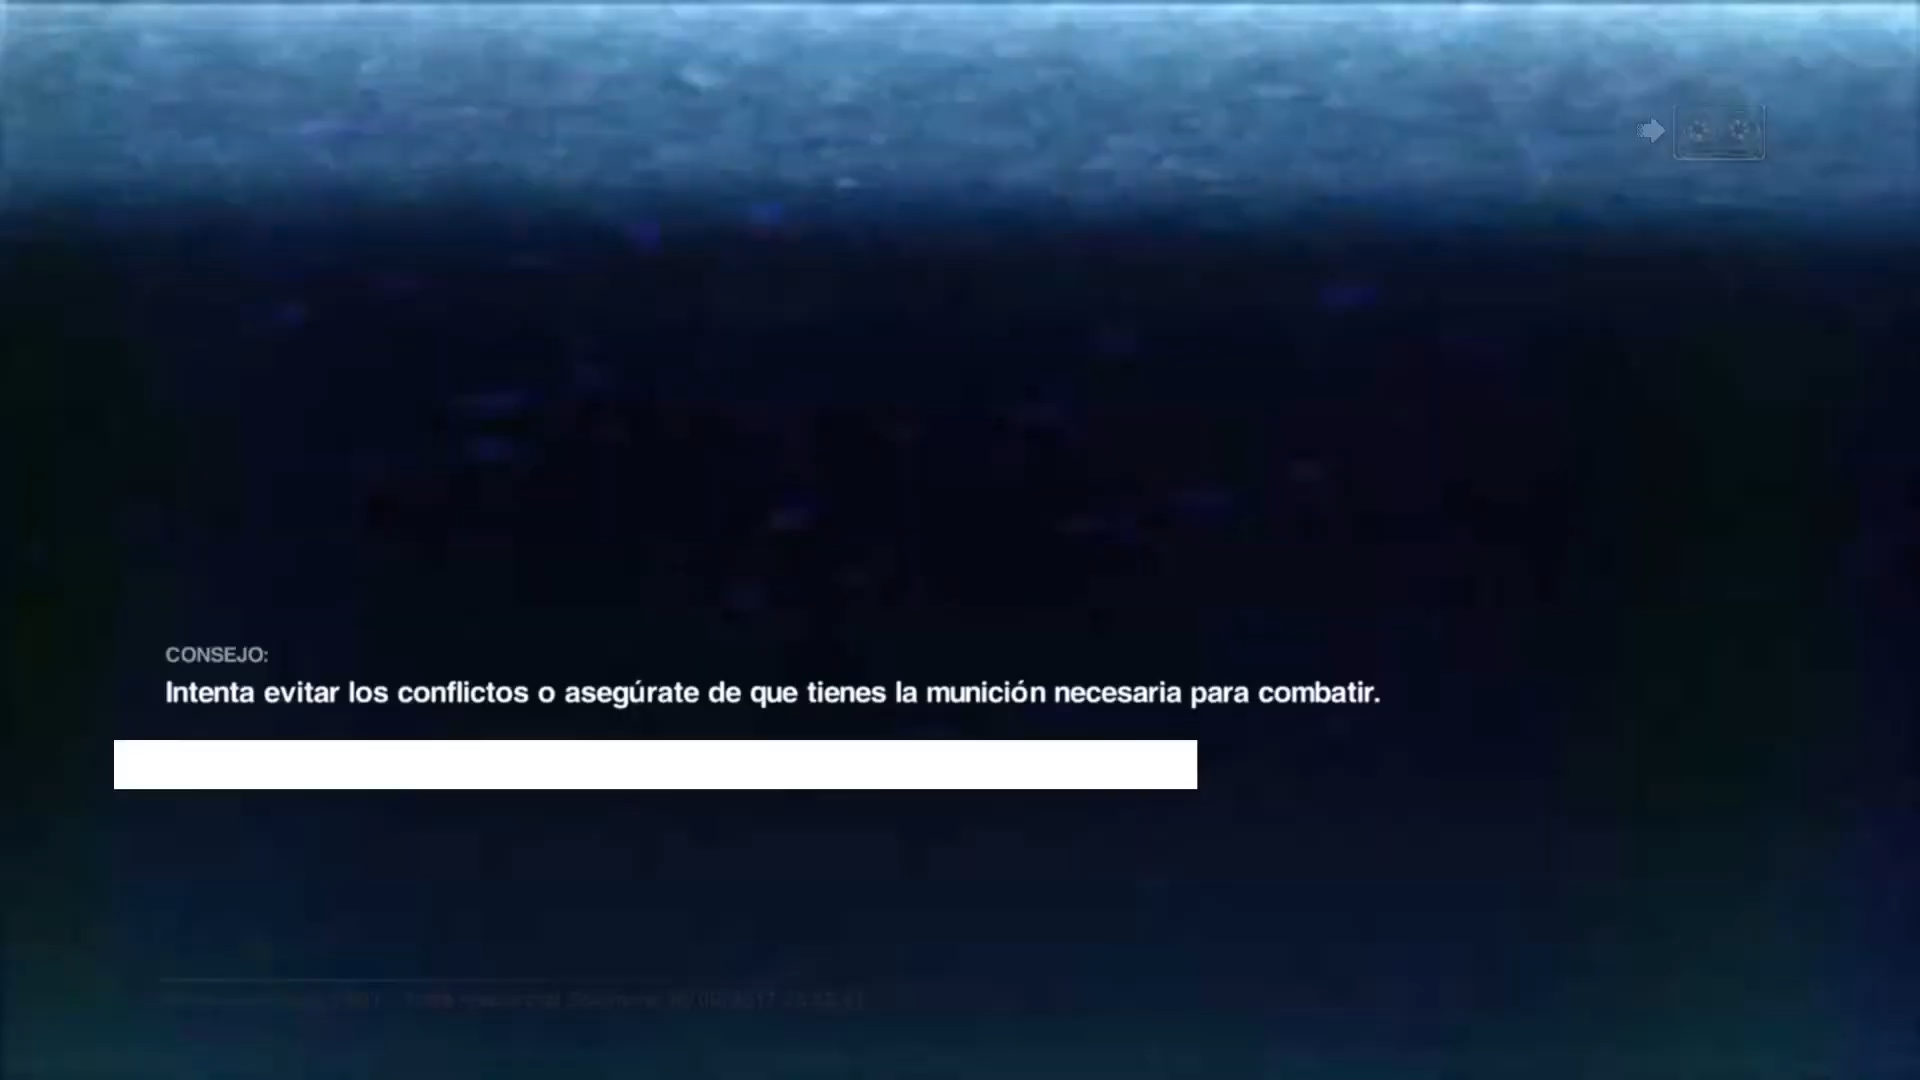 CONSEJO:
Intenta evitar los conflictos o asegúrate de que tienes la munición necesaria para combatir.